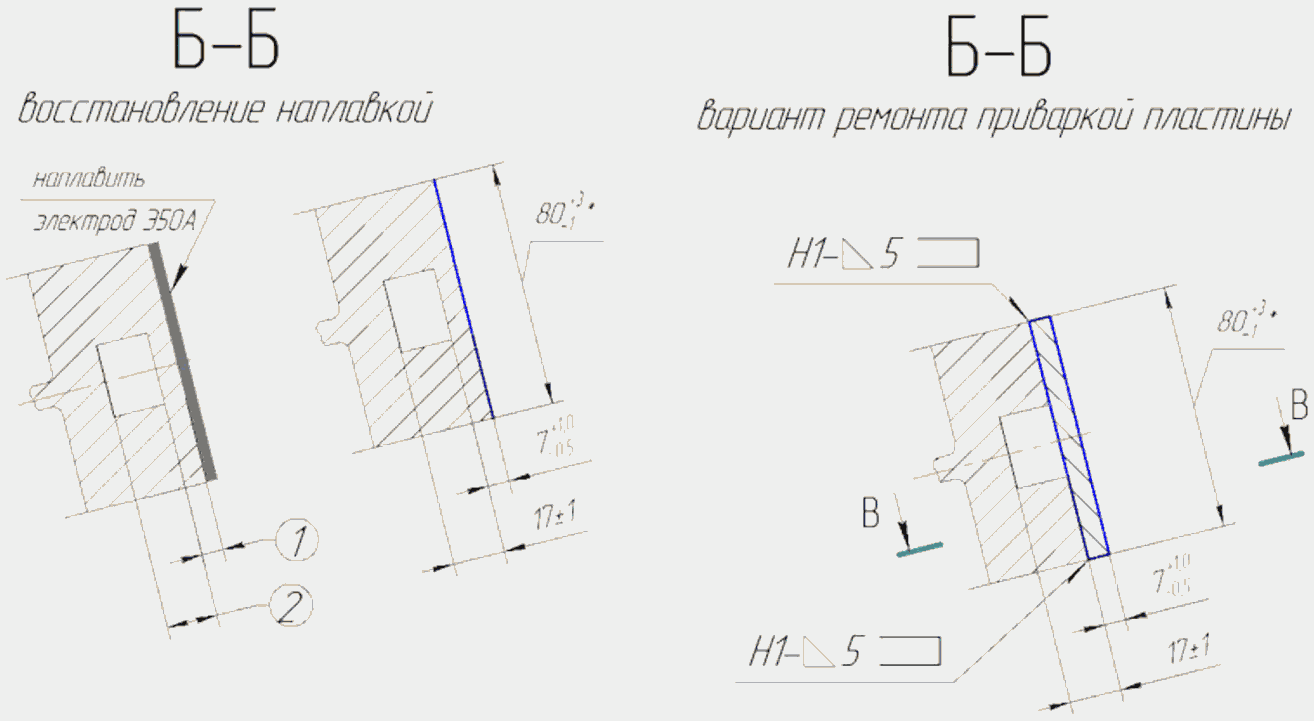 Б-Б
восстановление наплавкой
наплавить
электрод Э50А
80 +3 -1 *
7 +1,0 -0,5
17±1
1
2
Б-Б
вариант ремонта приваркой пластины
Н1-◺ 5
80 +3 -1 *
В
В
7 +1,0 -0,5
Н1-◺ 5
17±1